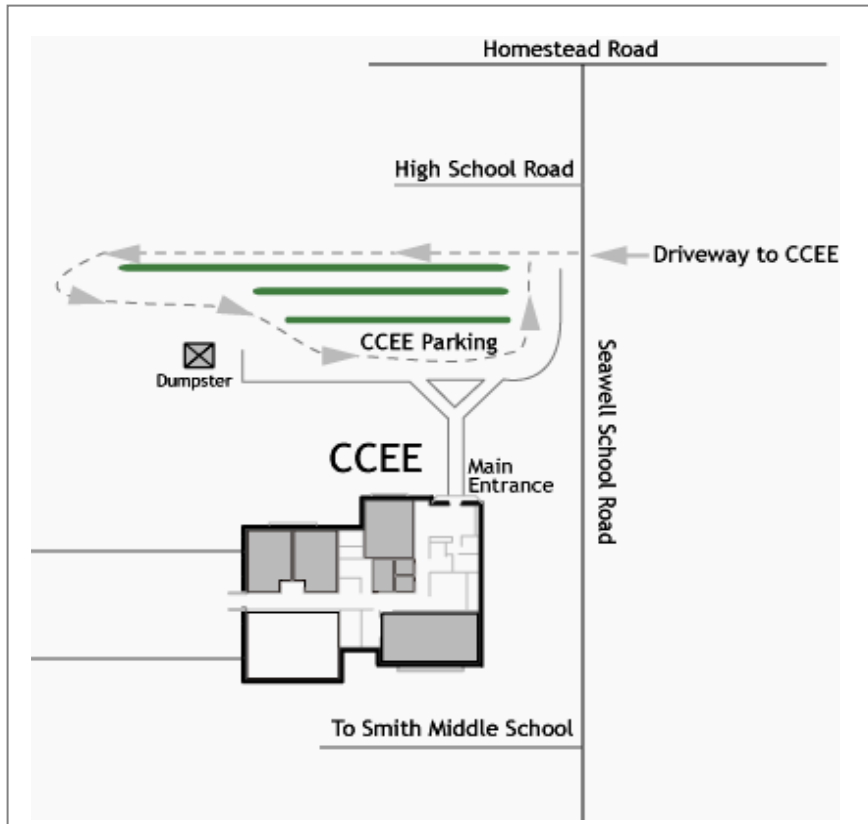 Homestead Road
High School Road
Driveway to CCEE
CCEE Parking
Dumpster
Seawell School Road
CCEE
Main
Entrance
To Smith Middle School